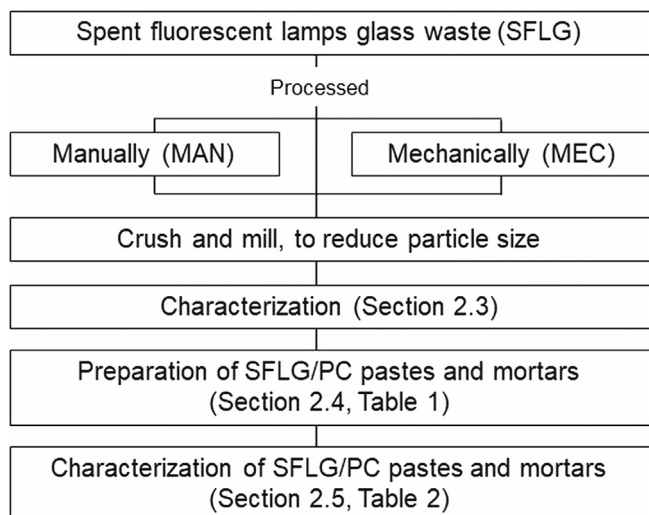 Spent fluorescent lamps glass waste (SFLG)
Processed
Manually (MAN)
Mechanically (MEC)
Crush and mill, to reduce particle size
Characterization (Section 2.3)
Preparation of SFLG/PC pastes and mortars
(Section 2.4, Table 1)
Characterization of SFLG/PC pastes and mortars
(Section 2.5, Table 2)